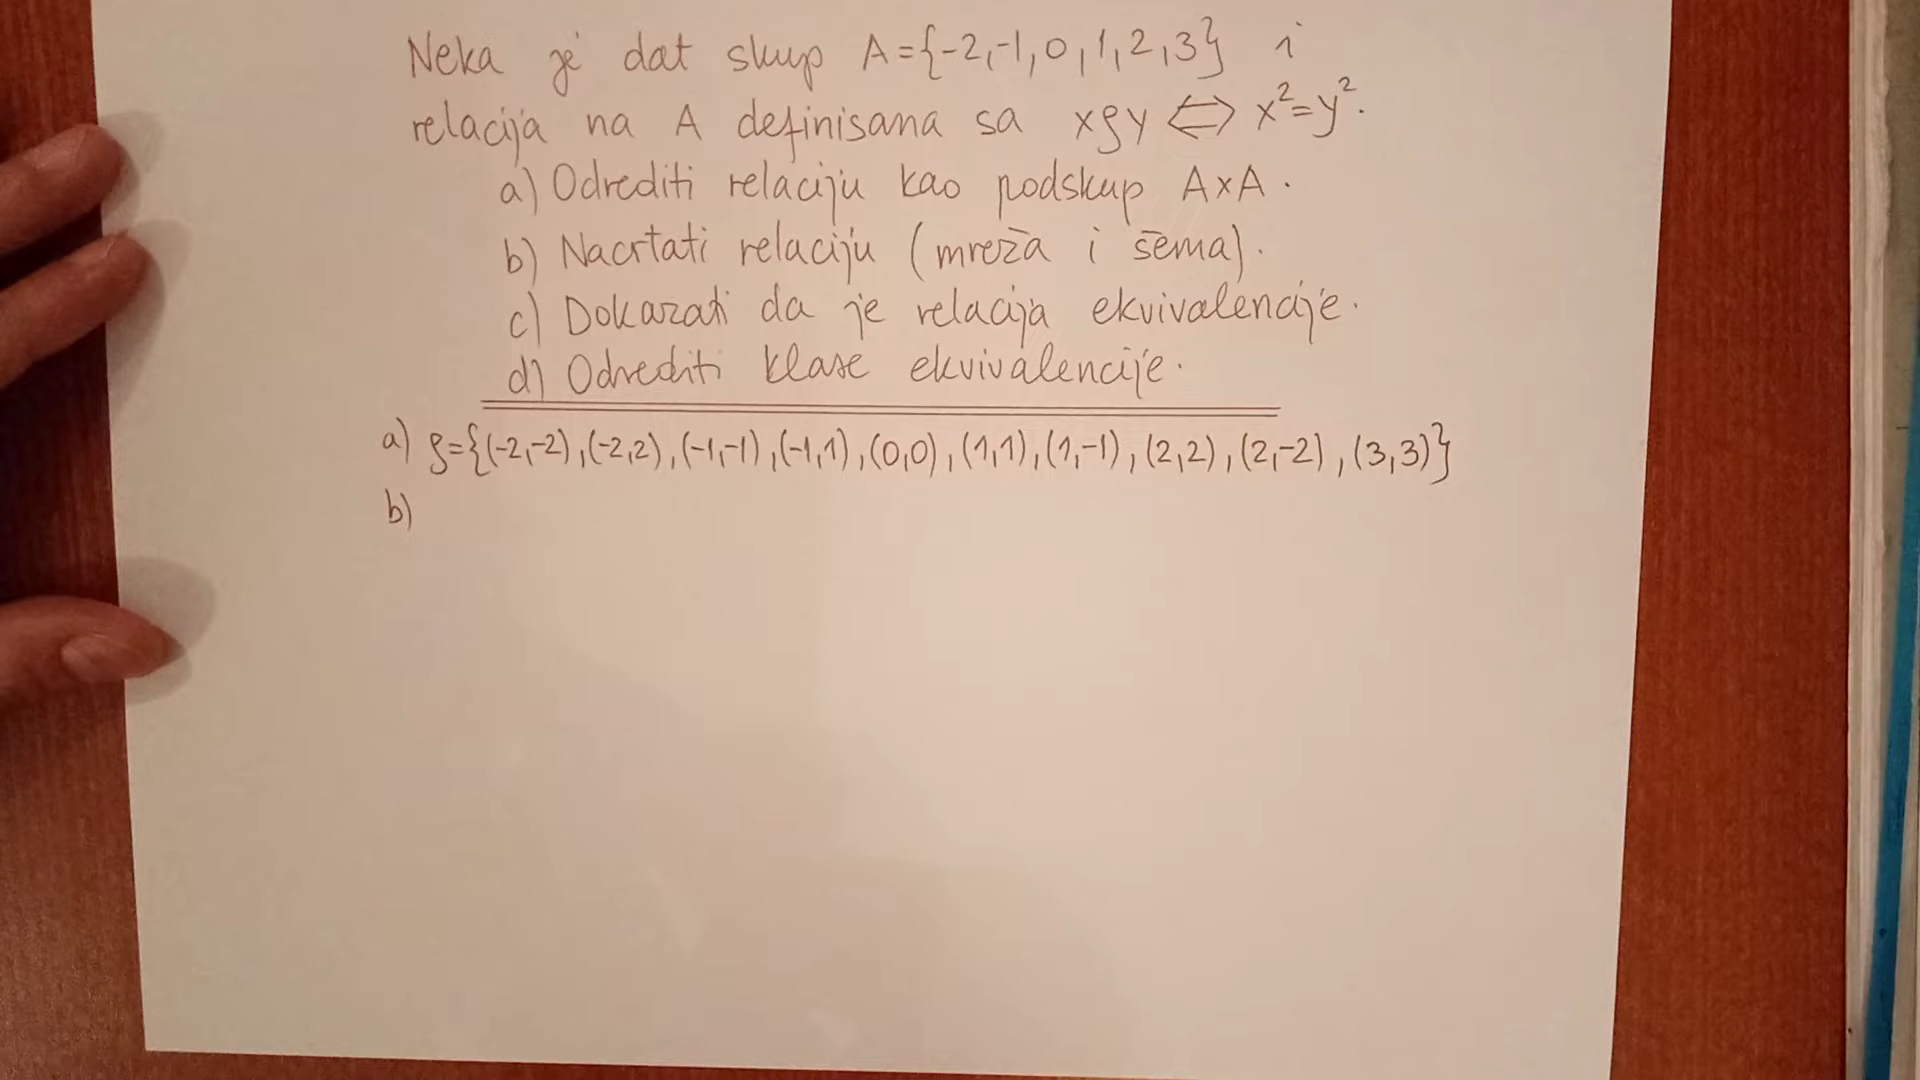 Neka je dat skup A={-2,-1,0,1,2,3} i
relacija na A definisana sa xρy ⇔ x²=y².
a) Odrediti relaciju kao podskup A×A.
b) Nacrtati relaciju (mreža i šema).
c) Dokazati da je relacija ekvivalencije.
d) Odrediti klase ekvivalencije.
a) ρ={(-2,-2),(-2,2),(-1,-1),(-1,1),(0,0),(1,1),(1,-1),(2,2),(2,-2),(3,3)}
b)